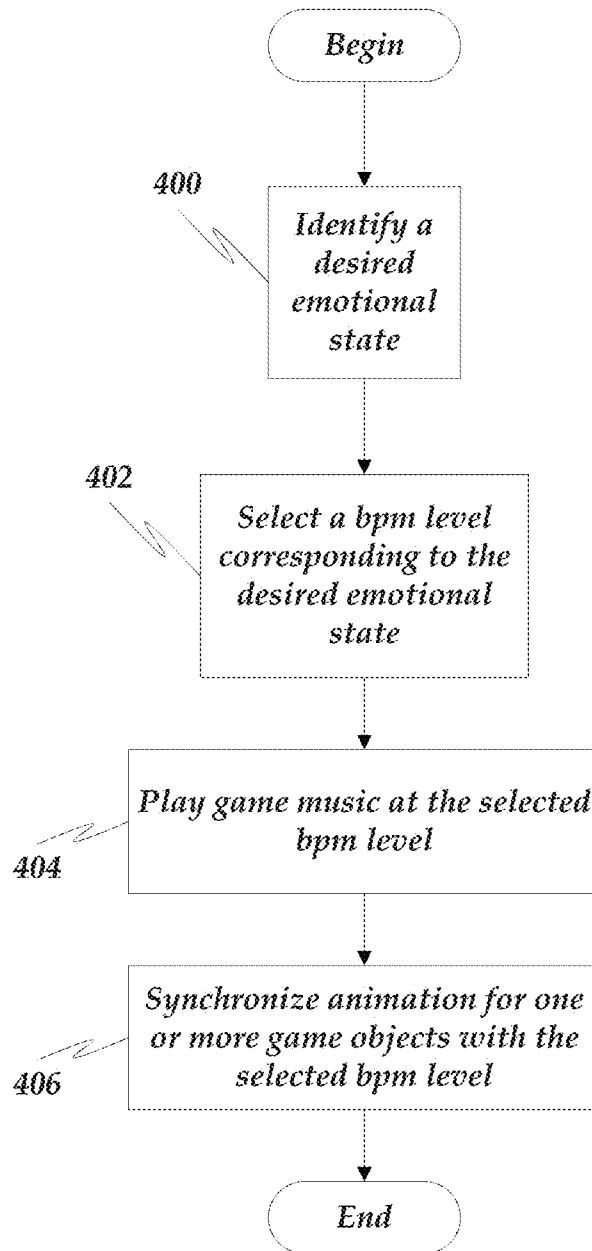 Begin
400
Identify a
desired
emotional
state
402
Select a bpm level
corresponding to the
desired emotional
state
Play game music at the selected
bpm level
404
Synchronize animation for one
or more game objects with the
selected bpm level
406
End